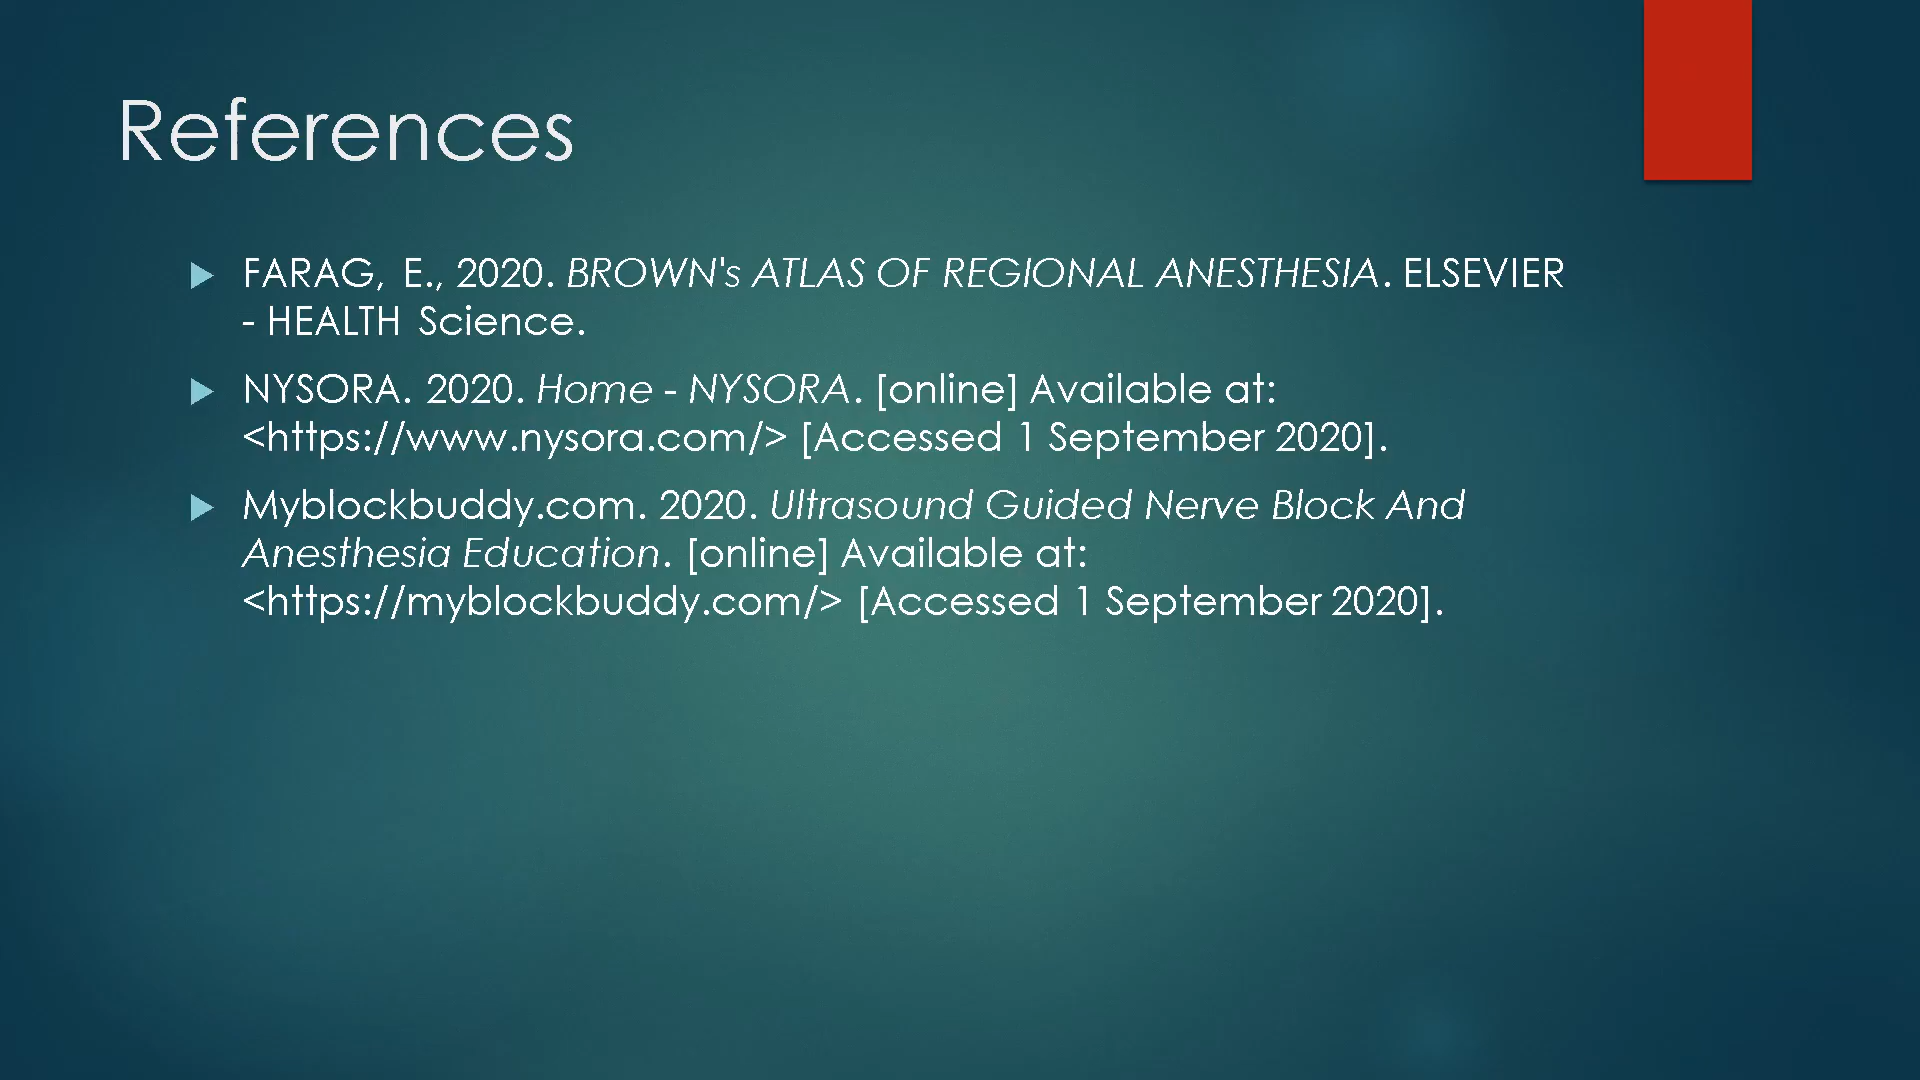 References
FARAG, E., 2020. BROWN's ATLAS OF REGIONAL ANESTHESIA. ELSEVIER
- HEALTH Science.
NYSORA. 2020. Home - NYSORA. [online] Available at:
<https://www.nysora.com/> [Accessed 1 September 2020].
Myblockbuddy.com. 2020. Ultrasound Guided Nerve Block And
Anesthesia Education. [online] Available at:
<https://myblockbuddy.com/> [Accessed 1 September 2020].